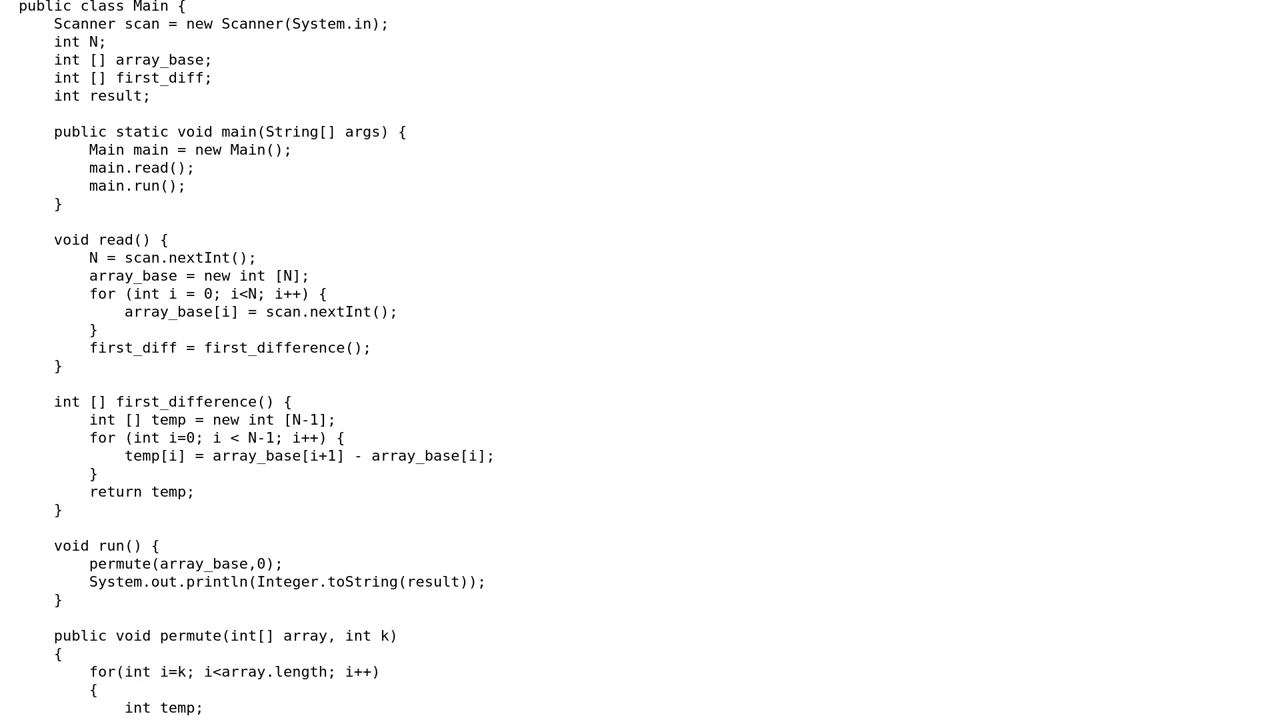 public class Main {
    Scanner scan = new Scanner(System.in);
    int N;
    int [] array_base;
    int [] first_diff;
    int result;

    public static void main(String[] args) {
        Main main = new Main();
        main.read();
        main.run();
    }

    void read() {
        N = scan.nextInt();
        array_base = new int [N];
        for (int i = 0; i<N; i++) {
            array_base[i] = scan.nextInt();
        }
        first_diff = first_difference();
    }

    int [] first_difference() {
        int [] temp = new int [N-1];
        for (int i=0; i < N-1; i++) {
            temp[i] = array_base[i+1] - array_base[i];
        }
        return temp;
    }

    void run() {
        permute(array_base,0);
        System.out.println(Integer.toString(result));
    }

    public void permute(int[] array, int k)
    {
        for(int i=k; i<array.length; i++)
        {
            int temp;